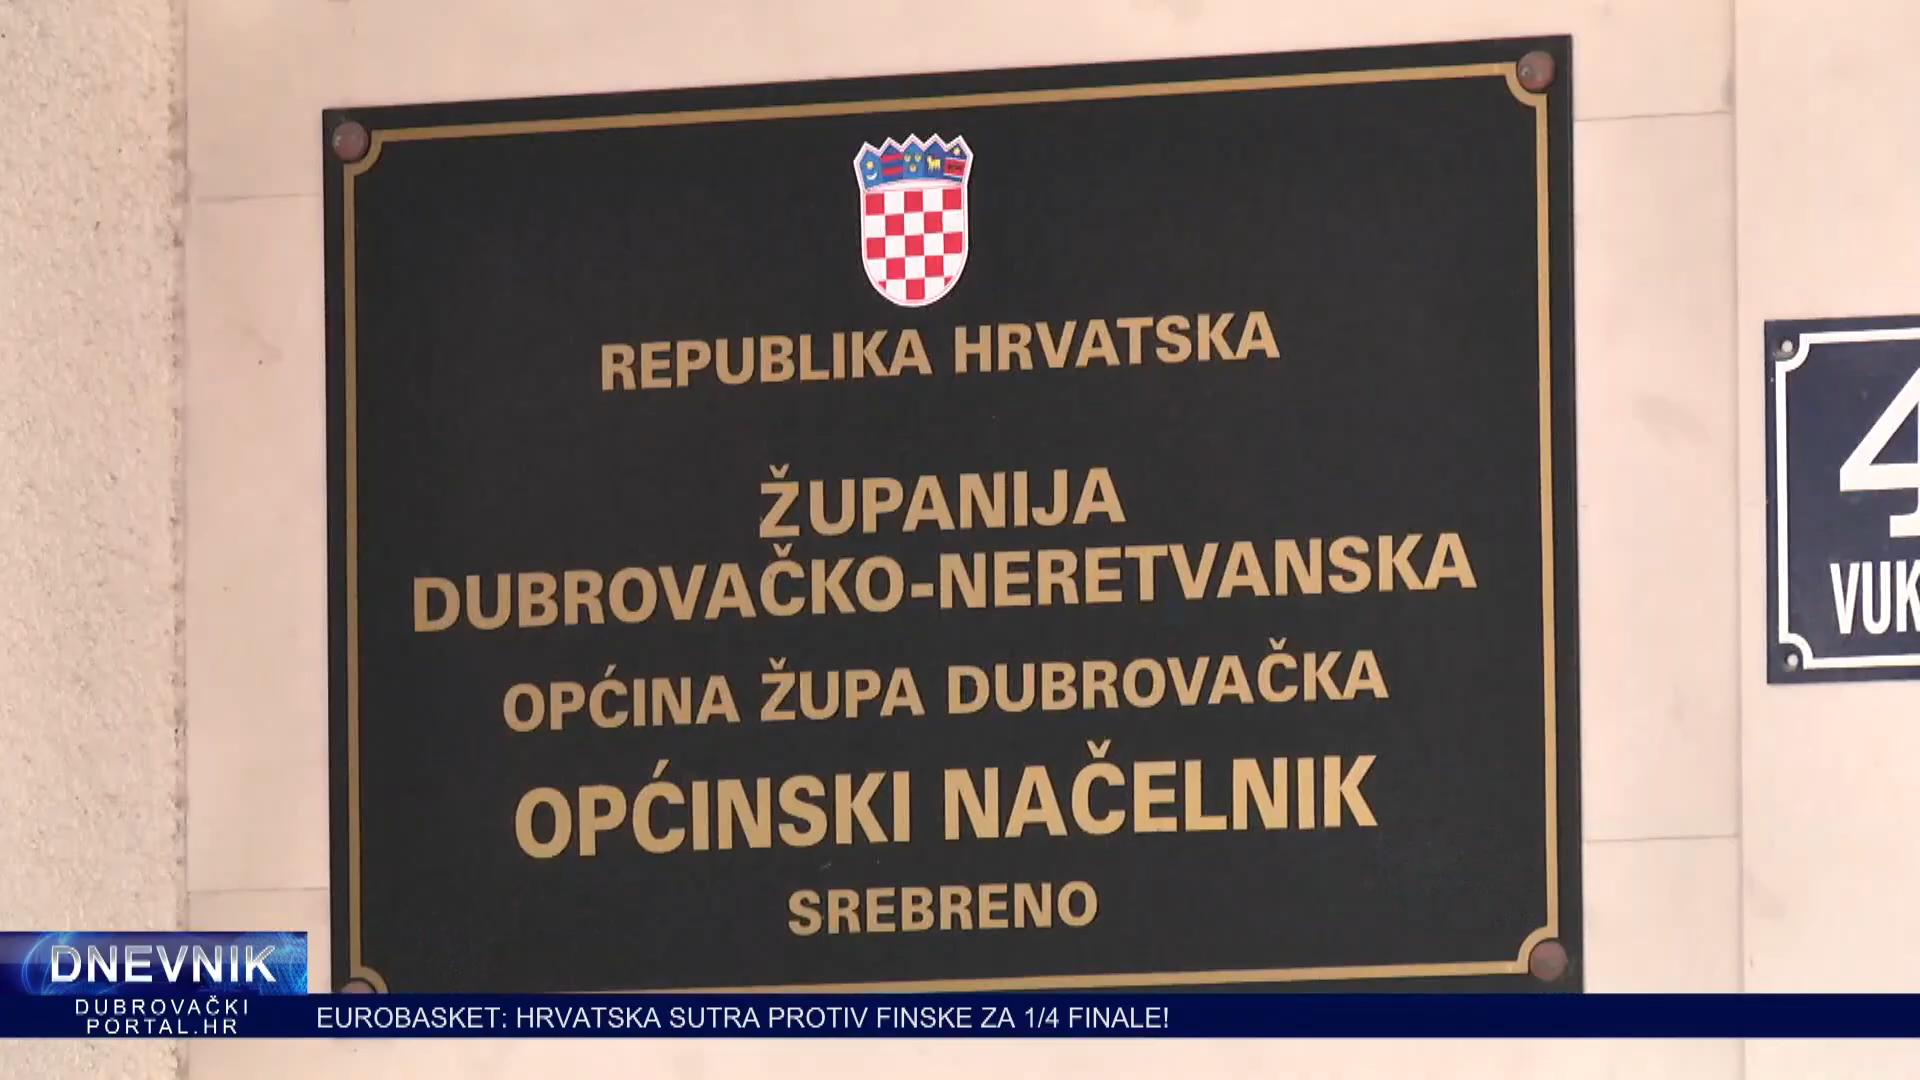 REPUBLIKA HRVATSKA
ŽUPANIJA
DUBROVAČKO-NERETVANSKA
OPĆINA ŽUPA DUBROVAČKA
OPĆINSKI NAČELNIK
SREBRENO
4
DNEVNIK
DUBROVAČKI
PORTAL.HR
EUROBASKET: HRVATSKA SUTRA PROTIV FINSKE ZA 1/4 FINALE!